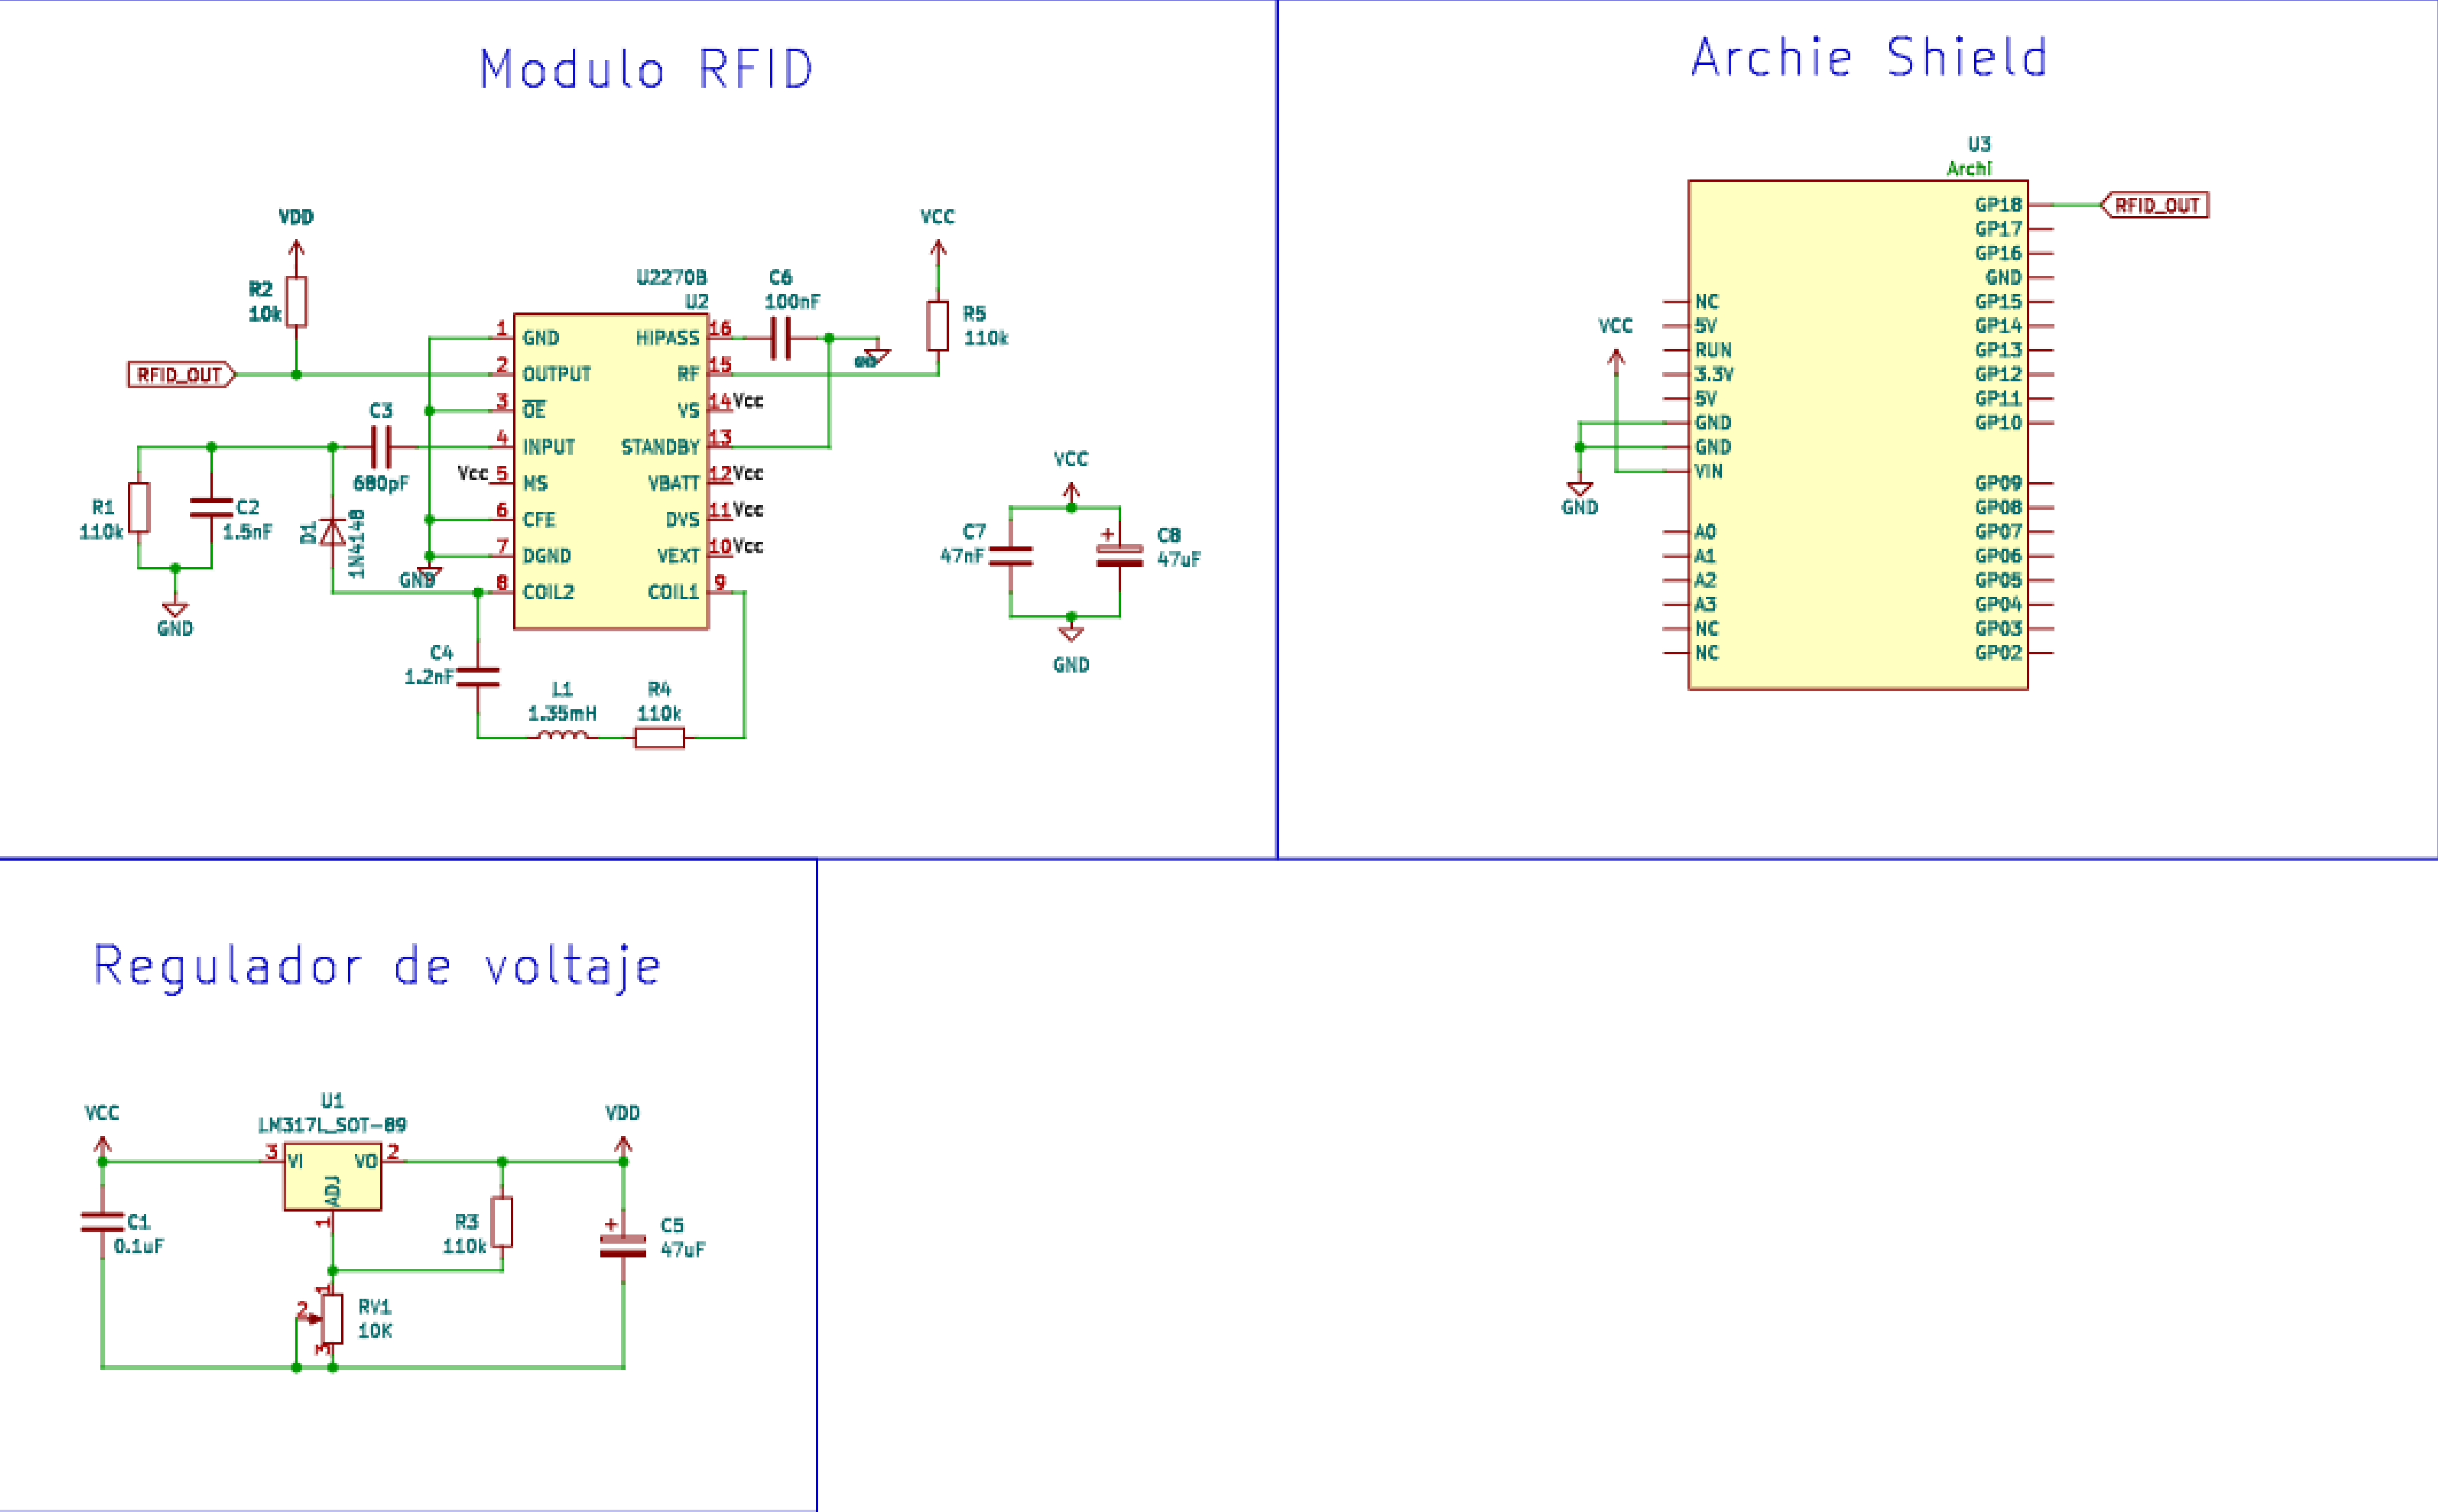 Modulo RFID
VDD
R2
10k
RFID_OUT
C3
680pF
R1
110k
C2
1.5nF
D1
1N4148
GND
GND
U2270B
U2
1 GND
2 OUTPUT
3 OE
4 INPUT
Vcc 5 MS
6 CFE
7 DGND
8 COIL2
HIPASS 16
RF 15
VS 14 Vcc
STANDBY 13
VBATT 12 Vcc
DVS 11 Vcc
VEXT 10 Vcc
COIL1 9
C6
100nF
GND
VCC
R5
110k
C4
1.2nF
L1
1.35mH
R4
110k
VCC
C7
47nF
C8
47uF
+
GND
Archie Shield
U3
Archi
VCC
GND
NC
5V
RUN
3.3V
5V
GND
GND
VIN
A0
A1
A2
A3
NC
NC
GP18
GP17
GP16
GND
GP15
GP14
GP13
GP12
GP11
GP10
GP09
GP08
GP07
GP06
GP05
GP04
GP03
GP02
RFID_OUT
Regulador de voltaje
VCC
C1
0.1uF
U1
LM317L_SOT-89
3 VI
VO 2
ADJ
1
R3
110k
VDD
+
C5
47uF
1
2
3
RV1
10K